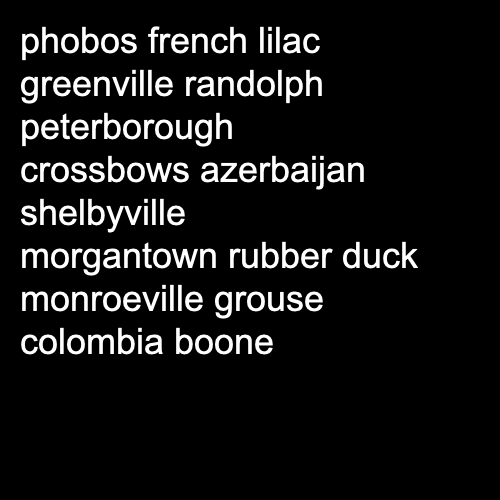 phobos french lilac
greenville randolph
peterborough
crossbows azerbaijan
shelbyville
morgantown rubber duck
monroeville grouse
colombia boone